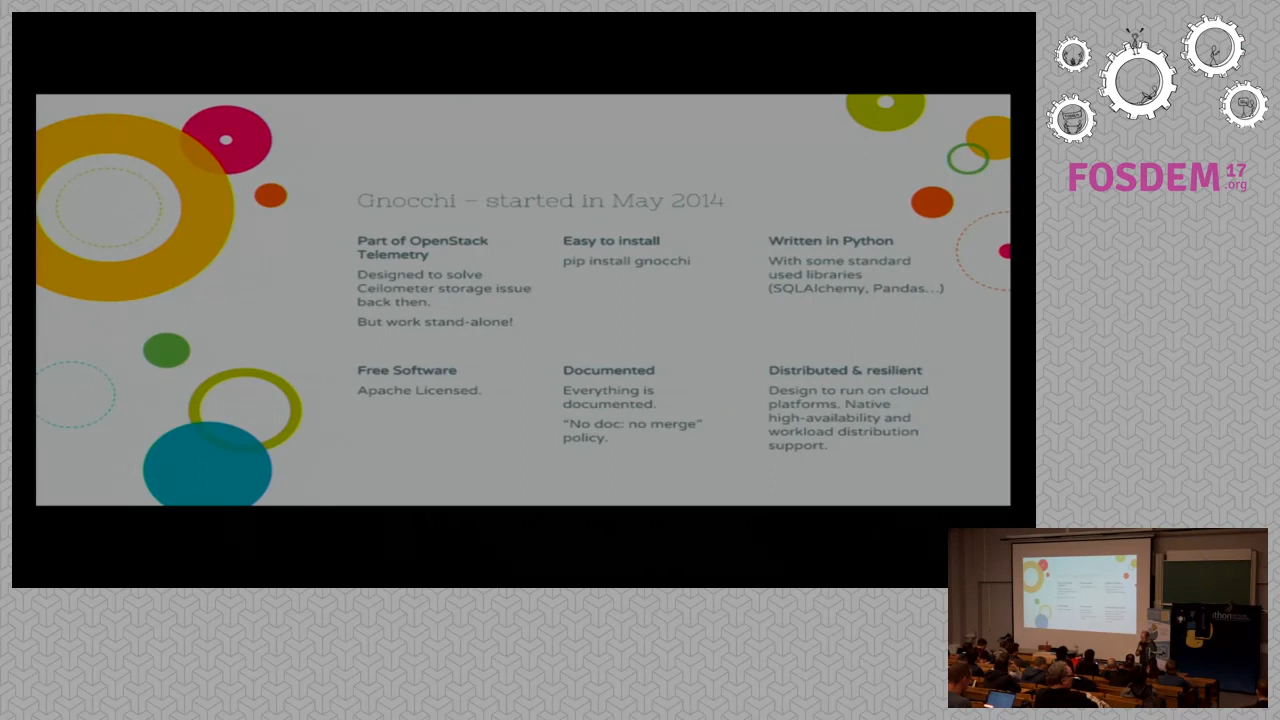 FOSDEM 17
.org
Gnocchi – started in May 2014
Part of OpenStack
Telemetry
Designed to solve
Ceilometer storage issue
back then.
But work stand-alone!
Easy to install
pip install gnocchi
Written in Python
With some standard
used libraries
(SQLAlchemy, Pandas...)
Free Software
Apache Licensed.
Documented
Everything is
documented.
"No doc: no merge"
policy.
Distributed & resilient
Design to run on cloud
platforms. Native
high-availability and
workload distribution
support.